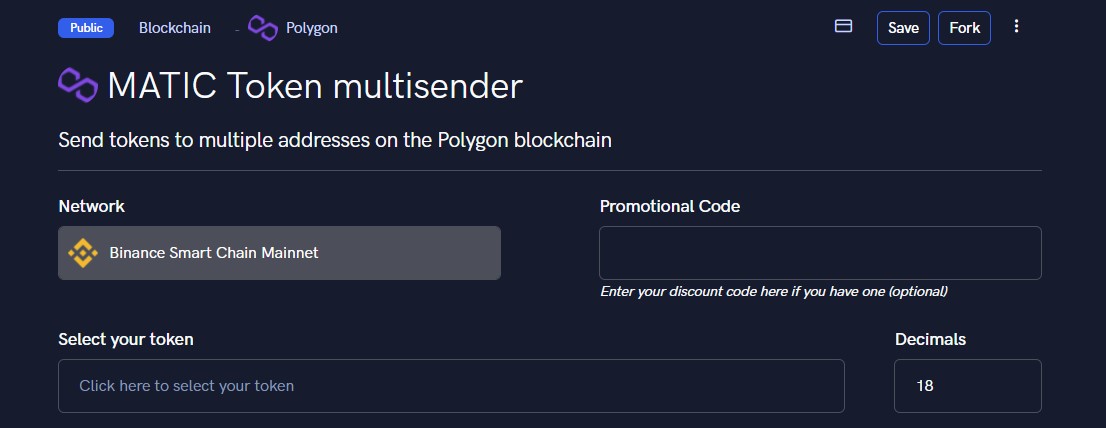 Public Blockchain - Polygon Save Fork
MATIC Token multisender
Send tokens to multiple addresses on the Polygon blockchain
Network Promotional Code
Binance Smart Chain Mainnet
Enter your discount code here if you have one (optional)
Select your token Decimals
Click here to select your token 18